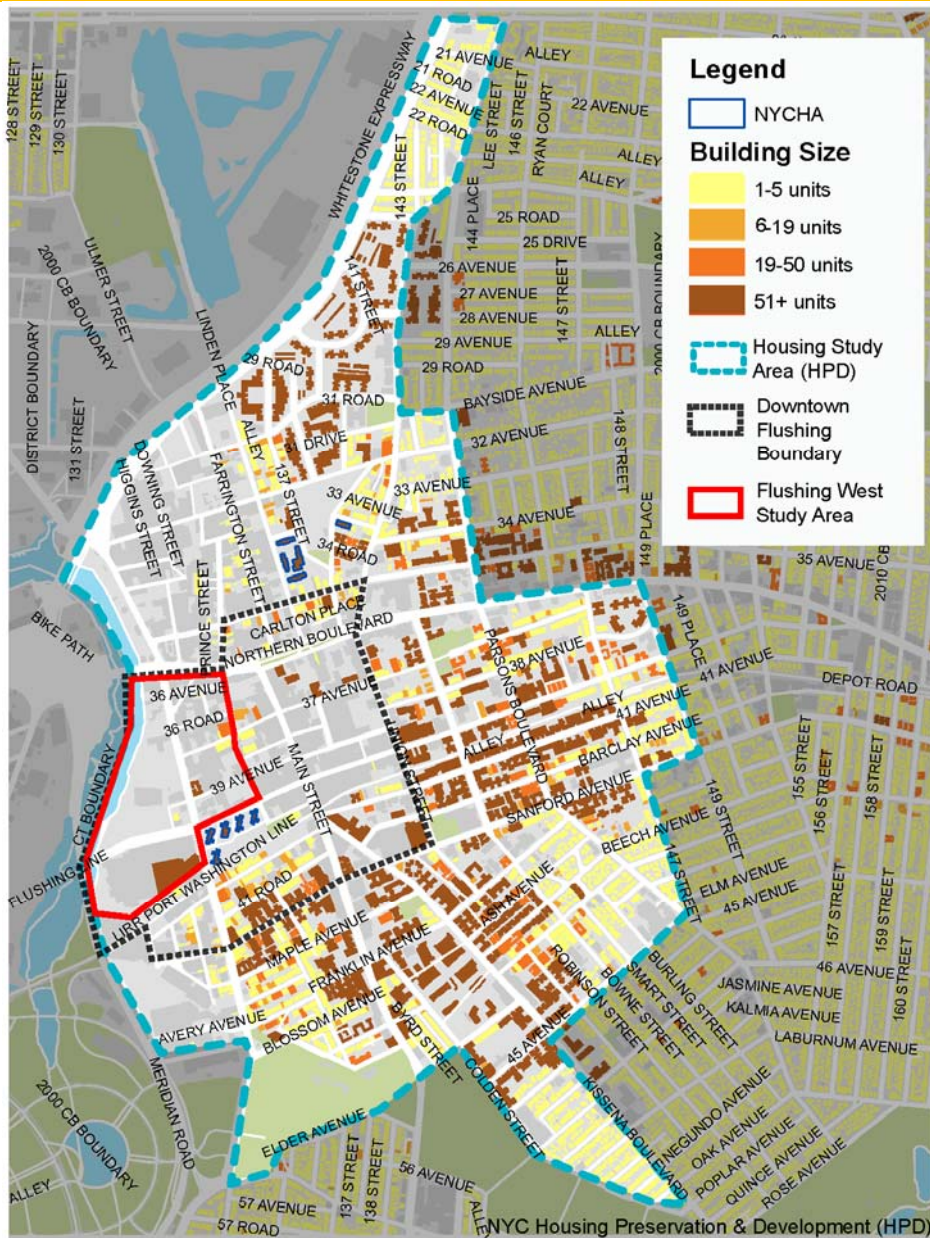 Legend
NYCHA
Building Size
1-5 units
6-19 units
19-50 units
51+ units
Housing Study
Area (HPD)
Downtown
Flushing
Boundary
Flushing West
Study Area
128 STREET
129 STREET
130 STREET
WHITESTONE EXPRESSWAY
21 AVENUE
21 ROAD
22 AVENUE
22 ROAD
ALLEY
LEE STREET
146 STREET
RYAN COURT
22 AVENUE
ALLEY
ALLEY
143 STREET
144 PLACE
25 ROAD
25 DRIVE
26 AVENUE
27 AVENUE
28 AVENUE
147 STREET
ALLEY
2000 CB BOUNDARY
29 AVENUE
29 ROAD
BAYSIDE AVENUE
ULMER STREET
2000 CB BOUNDARY
LINDEN PLACE
141 STREET
DISTRICT BOUNDARY
131 STREET
29 ROAD
31 ROAD
ALLEY
31 DRIVE
32 AVENUE
148 STREET
DOWNING STREET
HIGGINS STREET
FARRINGTON STREET
137 STREET
33 AVENUE
33 AVENUE
34 AVENUE
34 ROAD
149 PLACE
35 AVENUE
2010 CB
BIKE PATH
PRINCE STREET
CARLTON PLACE
NORTHERN BOULEVARD
PARSONS BOULEVARD
149 PLACE
36 AVENUE
36 ROAD
37 AVENUE
38 AVENUE
41 AVENUE
DEPOT ROAD
ALLEY
41 AVENUE
ALLEY
BARCLAY AVENUE
CT BOUNDARY
39 AVENUE
MAIN STREET
UNION STREET
SANFORD AVENUE
155 STREET
156 STREET
158 STREET
FLUSHING LINE
LIRR PORT WASHINGTON LINE
BEECH AVENUE
149 STREET
147 STREET
ELM AVENUE
45 AVENUE
41 ROAD
MAPLE AVENUE
ASH AVENUE
FRANKLIN AVENUE
157 STREET
159 STREET
160 STREET
AVERY AVENUE
BLOSSOM AVENUE
BYRD STREET
ROBINSON STREET
BOWNE STREET
SMART STREET
BURLING STREET
46 AVENUE
JASMINE AVENUE
KALMIA AVENUE
LABURNUM AVENUE
45 AVENUE
COLDEN STREET
KISSENA BOULEVARD
MERIDIAN ROAD
2000 CB BOUNDARY
ELDER AVENUE
NEGUNDO AVENUE
OAK AVENUE
POPLAR AVENUE
QUINCE AVENUE
ROSE AVENUE
ALLEY
137 STREET
138 STREET
56 AVENUE
57 AVENUE
57 ROAD
NYC Housing Preservation & Development (HPD)